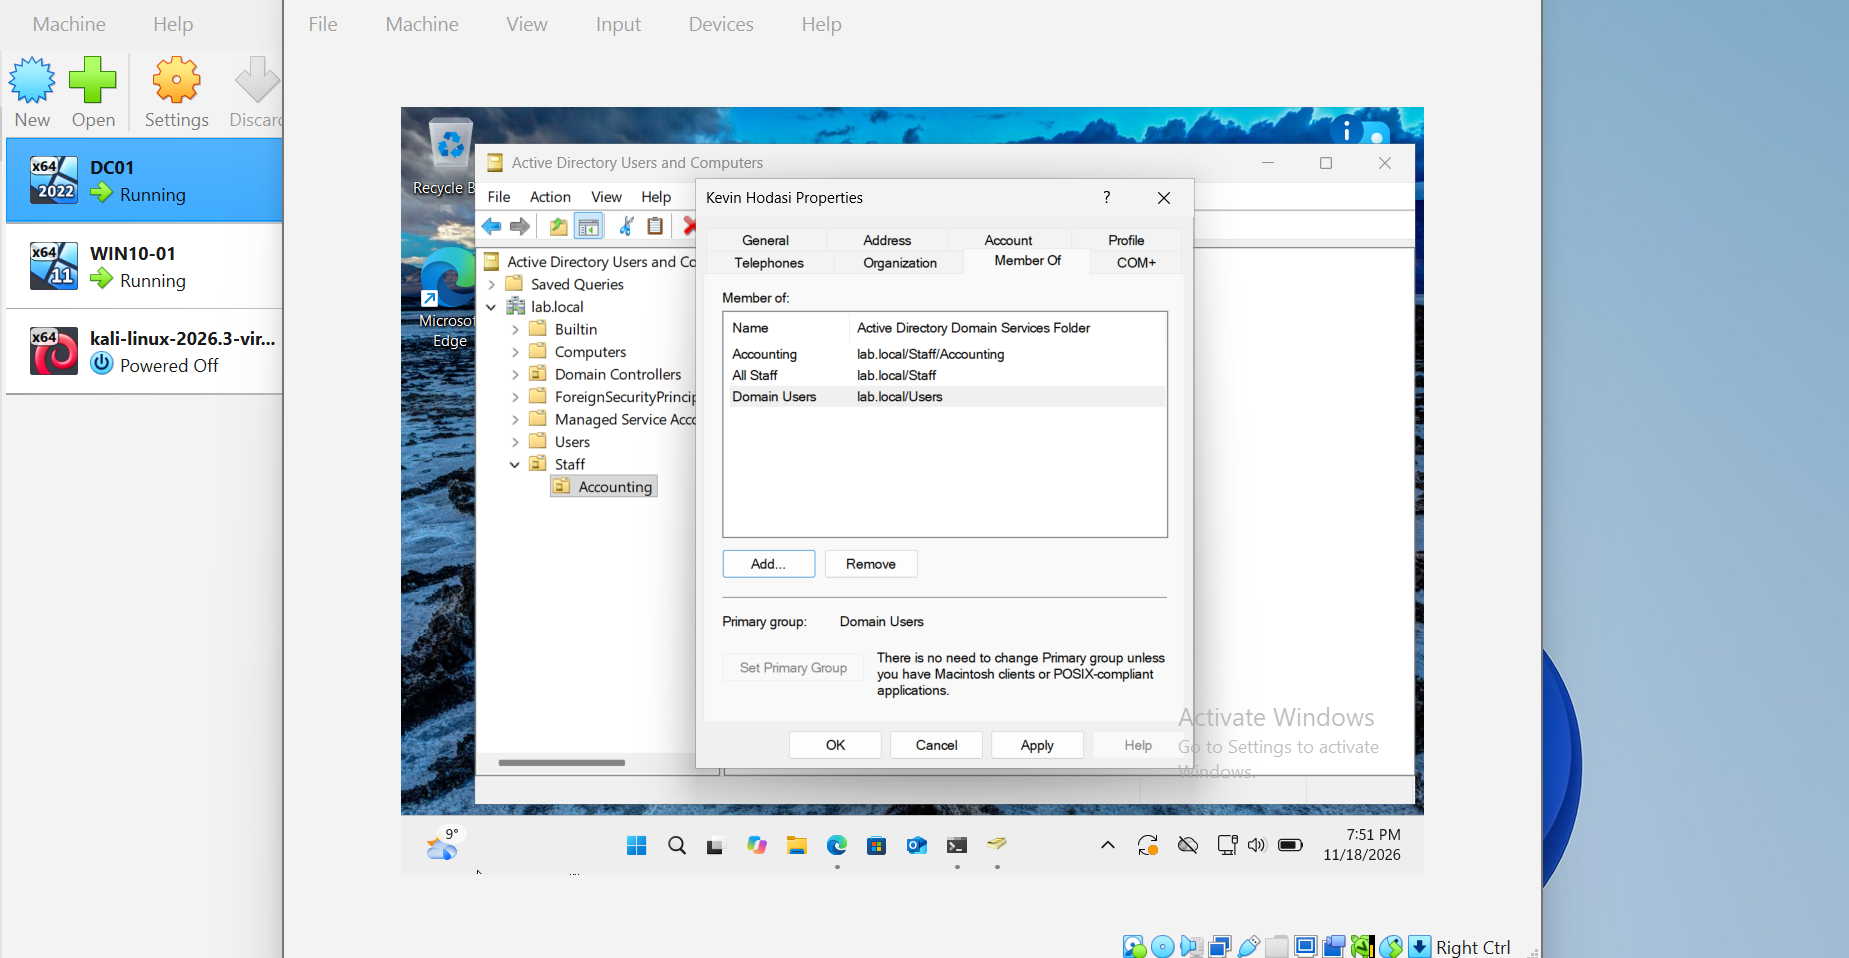 Machine Help
New Open Settings Discard
x64 2022 DC01
Running
x64 11 WIN10-01
Running
x64 kali-linux-2026.3-vir...
Powered Off
File Machine View Input Devices Help
Recycle B
Microsof
Edge
Active Directory Users and Computers
File Action View Help
Active Directory Users and Co
Saved Queries
lab.local
Builtin
Computers
Domain Controllers
ForeignSecurityPrincip
Managed Service Acco
Users
Staff
Accounting
Kevin Hodasi Properties
?
General Address Account Profile
Telephones Organization Member Of COM+
Member of:
Name Active Directory Domain Services Folder
Accounting lab.local/Staff/Accounting
All Staff lab.local/Staff
Domain Users lab.local/Users
Add... Remove
Primary group: Domain Users
Set Primary Group
There is no need to change Primary group unless
you have Macintosh clients or POSIX-compliant
applications.
OK Cancel Apply Help
Activate Windows
Go to Settings to activate
Windows.
9°
7:51 PM
11/18/2026
Right Ctrl